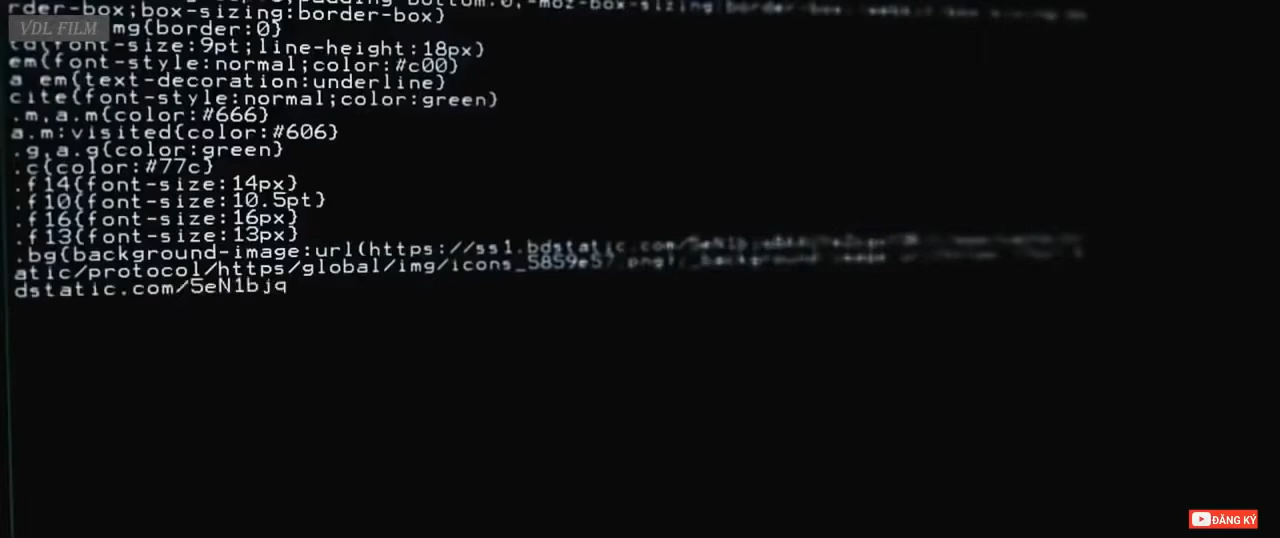 rder-box;box-sizing:border-box}
VDL FILM
mg{border:0}
td{font-size:9pt;line-height:18px}
em{font-style:normal;color:#c00}
a em{text-decoration:underline}
cite{font-style:normal;color:green}
.m,a.m{color:#666}
a.m:visited{color:#606}
.g,a.g{color:green}
.c{color:#77c}
.f14{font-size:14px}
.f10{font-size:10.5pt}
.f16{font-size:16px}
.f13{font-size:13px}
.bg{background-image:url(https://ss1.bdstatic.com/5eN1b
atic/protocol/https/global/img/icons_5859e57.png);_background
dstatic.com/5eN1bjq
ĐĂNG KÝ